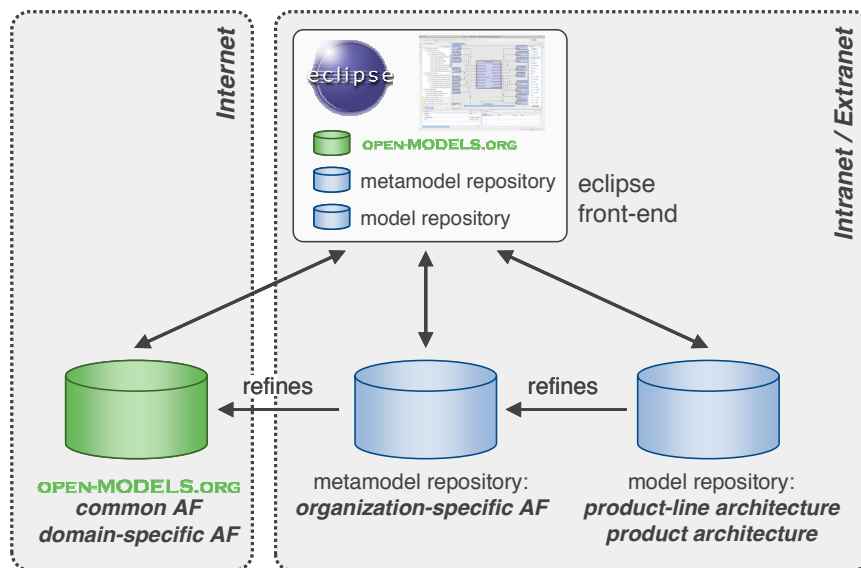 Internet
Intranet / Extranet
eclipse
OPEN-MODELS.ORG
metamodel repository
model repository
eclipse
front-end
refines
refines
OPEN-MODELS.ORG
common AF
domain-specific AF
metamodel repository:
organization-specific AF
model repository:
product-line architecture
product architecture